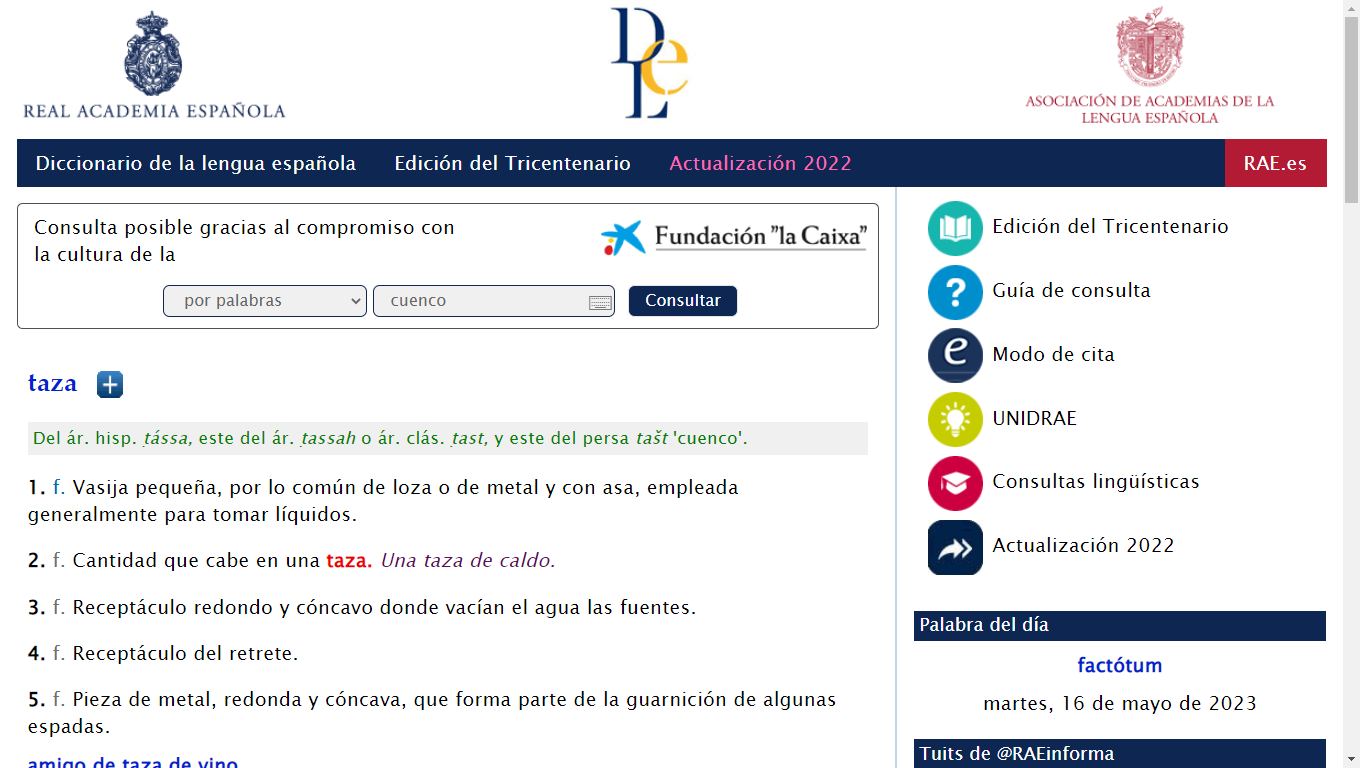 REAL ACADEMIA ESPAÑOLA
DLe
ASOCIACIÓN DE ACADEMIAS DE LA
LENGUA ESPAÑOLA
Diccionario de la lengua española Edición del Tricentenario Actualización 2022 RAE.es
Consulta posible gracias al compromiso con
la cultura de la
Fundación "la Caixa"
por palabras cuenco Consultar
taza +
Del ár. hisp. ṭássa, este del ár. ṭassah o ár. clás. ṭast, y este del persa tašt 'cuenco'.
1. f. Vasija pequeña, por lo común de loza o de metal y con asa, empleada
generalmente para tomar líquidos.
2. f. Cantidad que cabe en una taza. Una taza de caldo.
3. f. Receptáculo redondo y cóncavo donde vacían el agua las fuentes.
4. f. Receptáculo del retrete.
5. f. Pieza de metal, redonda y cóncava, que forma parte de la guarnición de algunas
espadas.
amigo de taza de vino
Edición del Tricentenario
? Guía de consulta
e Modo de cita
UNIDRAE
Consultas lingüísticas
Actualización 2022
Palabra del día
factótum
martes, 16 de mayo de 2023
Tuits de @RAEinforma